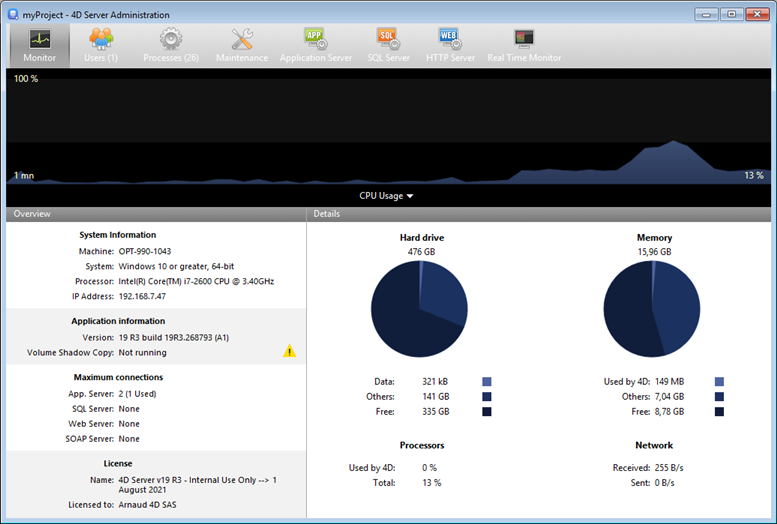 myProject - 4D Server Administration
Monitor
Users (1)
Processes (26)
Maintenance
APP
Application Server
SQL
SQL Server
WEB
HTTP Server
Real Time Monitor
100 %
1 mn
13 %
CPU Usage
Overview
Details
System Information
Machine: OPT-990-1043
System: Windows 10 or greater, 64-bit
Processor: Intel(R) Core(TM) i7-2600 CPU @ 3.40GHz
IP Address: 192.168.7.47
Application information
Version: 19 R3 build 19R3.268793 (A1)
Volume Shadow Copy: Not running
Maximum connections
App. Server: 2 (1 Used)
SQL Server: None
Web Server: None
SOAP Server: None
License
Name: 4D Server v19 R3 - Internal Use Only --> 1
August 2021
Licensed to: Arnaud 4D SAS
Hard drive
476 GB
Data: 321 kB
Others: 141 GB
Free: 335 GB
Memory
15,96 GB
Used by 4D: 149 MB
Others: 7,04 GB
Free: 8,78 GB
Processors
Used by 4D: 0 %
Total: 13 %
Network
Received: 255 B/s
Sent: 0 B/s